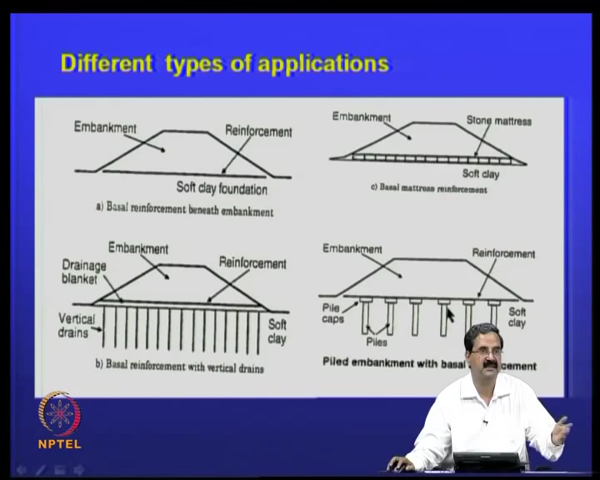 Different types of applications
Embankment
Reinforcement
Soft clay foundation
a) Basal reinforcement beneath embankment
Embankment
Stone mattress
Soft clay
c) Basal mattress reinforcement
Embankment
Drainage
blanket
Reinforcement
Vertical
drains
Soft
clay
b) Basal reinforcement with vertical drains
Embankment
Reinforcement
Pile
caps
Piles
Soft
clay
Piled embankment with basal cement
NPTEL